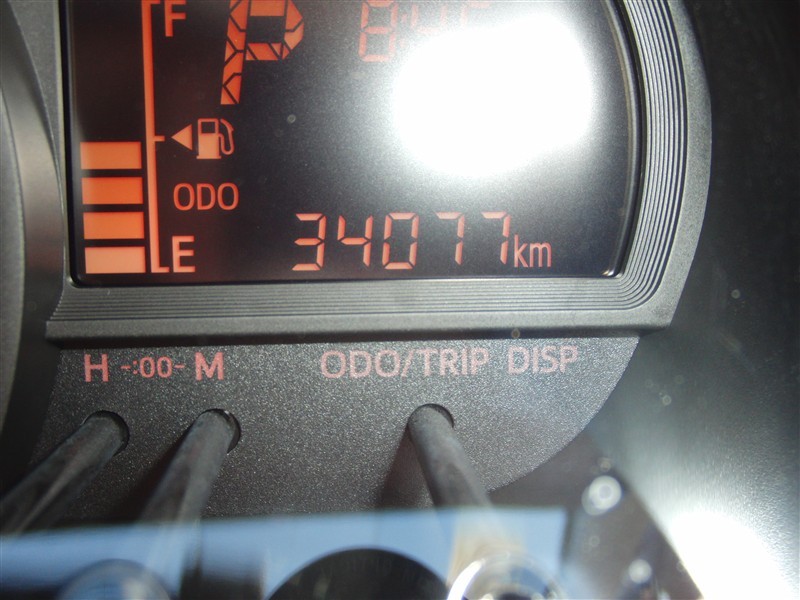 F
P
ODO
E
34077km
H -:00- M
ODO/TRIP DISP